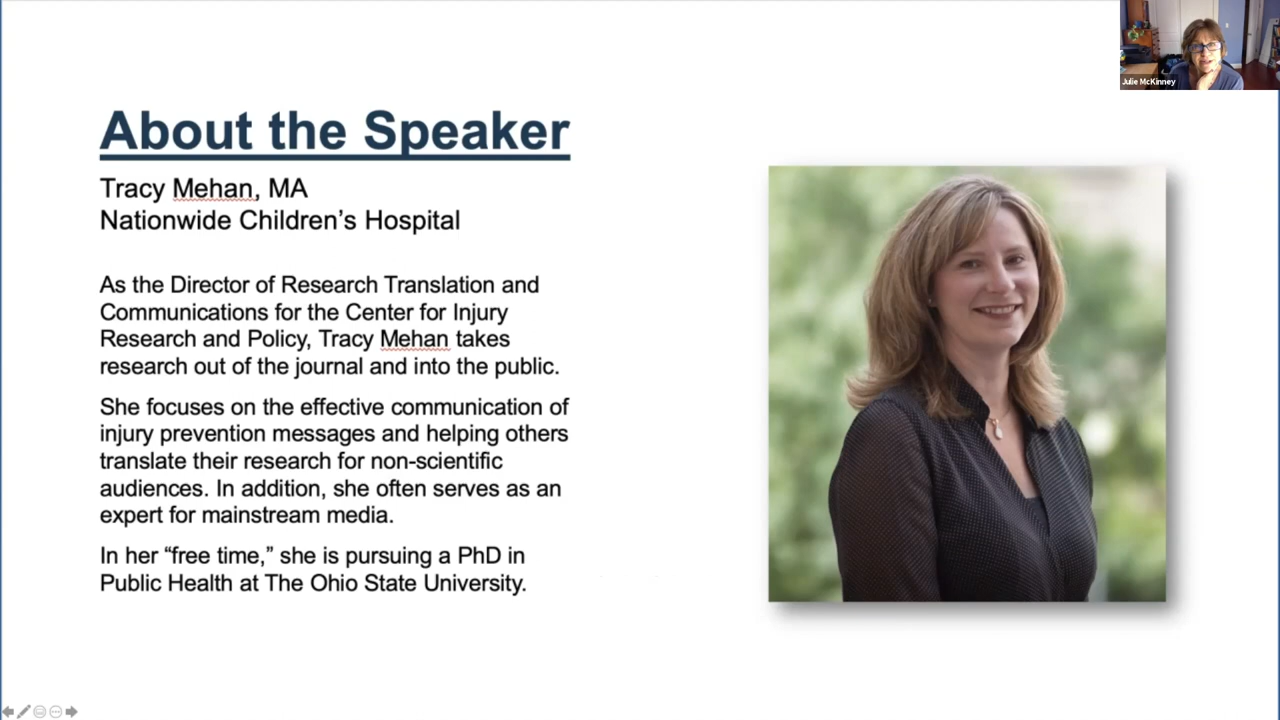 Julie McKinney
About the Speaker
Tracy Mehan, MA
Nationwide Children’s Hospital
As the Director of Research Translation and
Communications for the Center for Injury
Research and Policy, Tracy Mehan takes
research out of the journal and into the public.
She focuses on the effective communication of
injury prevention messages and helping others
translate their research for non-scientific
audiences. In addition, she often serves as an
expert for mainstream media.
In her “free time,” she is pursuing a PhD in
Public Health at The Ohio State University.